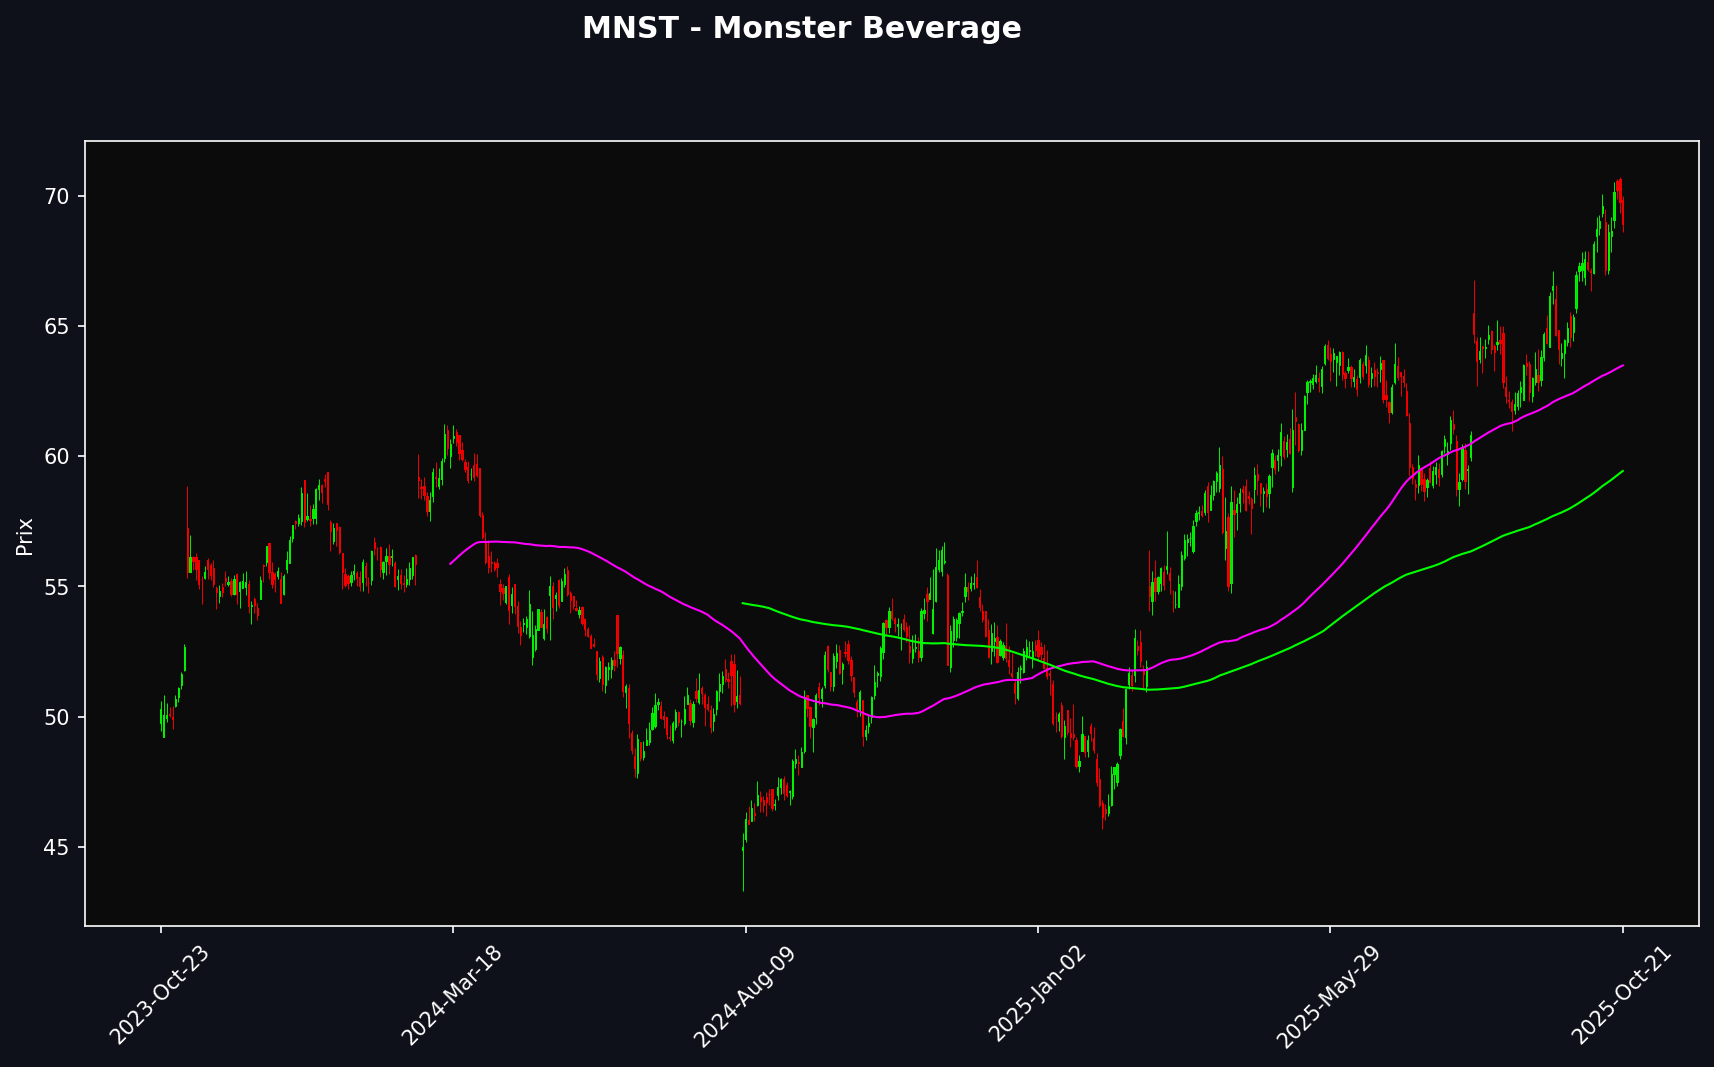 MNST - Monster Beverage
Prix
70
65
60
55
50
45
2023-Oct-23
2024-Mar-18
2024-Aug-09
2025-Jan-02
2025-May-29
2025-Oct-21